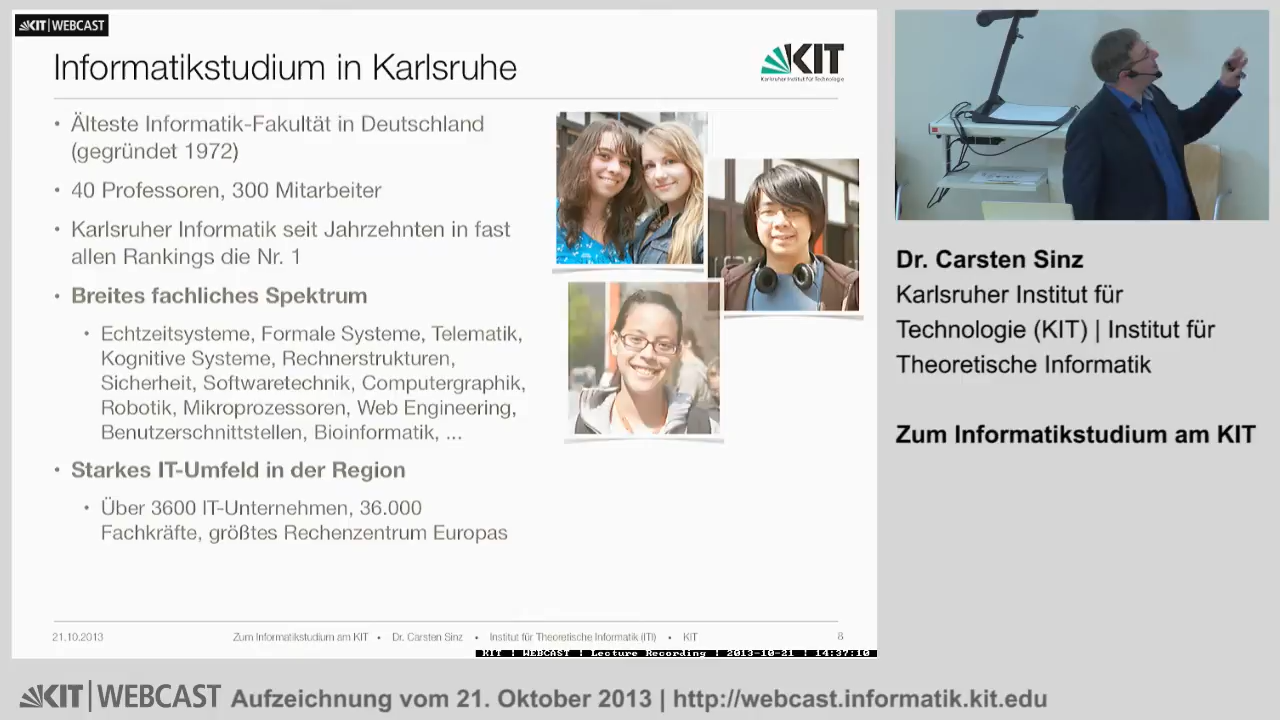 KIT | WEBCAST
Informatikstudium in Karlsruhe
KIT
Karlsruher Institut für Technologie
• Älteste Informatik-Fakultät in Deutschland
(gegründet 1972)
• 40 Professoren, 300 Mitarbeiter
• Karlsruher Informatik seit Jahrzehnten in fast
allen Rankings die Nr. 1
• Breites fachliches Spektrum
• Echtzeitsysteme, Formale Systeme, Telematik,
Kognitive Systeme, Rechnerstrukturen,
Sicherheit, Softwaretechnik, Computergraphik,
Robotik, Mikroprozessoren, Web Engineering,
Benutzerschnittstellen, Bioinformatik, ...
• Starkes IT-Umfeld in der Region
• Über 3600 IT-Unternehmen, 36.000
Fachkräfte, größtes Rechenzentrum Europas
21.10.2013 Zum Informatikstudium am KIT • Dr. Carsten Sinz • Institut für Theoretische Informatik (ITI) • KIT 8
KIT | WEBCAST | Lecture Recording | 2013-10-21 | 14:37:10
Dr. Carsten Sinz
Karlsruher Institut für
Technologie (KIT) | Institut für
Theoretische Informatik
Zum Informatikstudium am KIT
KIT | WEBCAST Aufzeichnung vom 21. Oktober 2013 | http://webcast.informatik.kit.edu